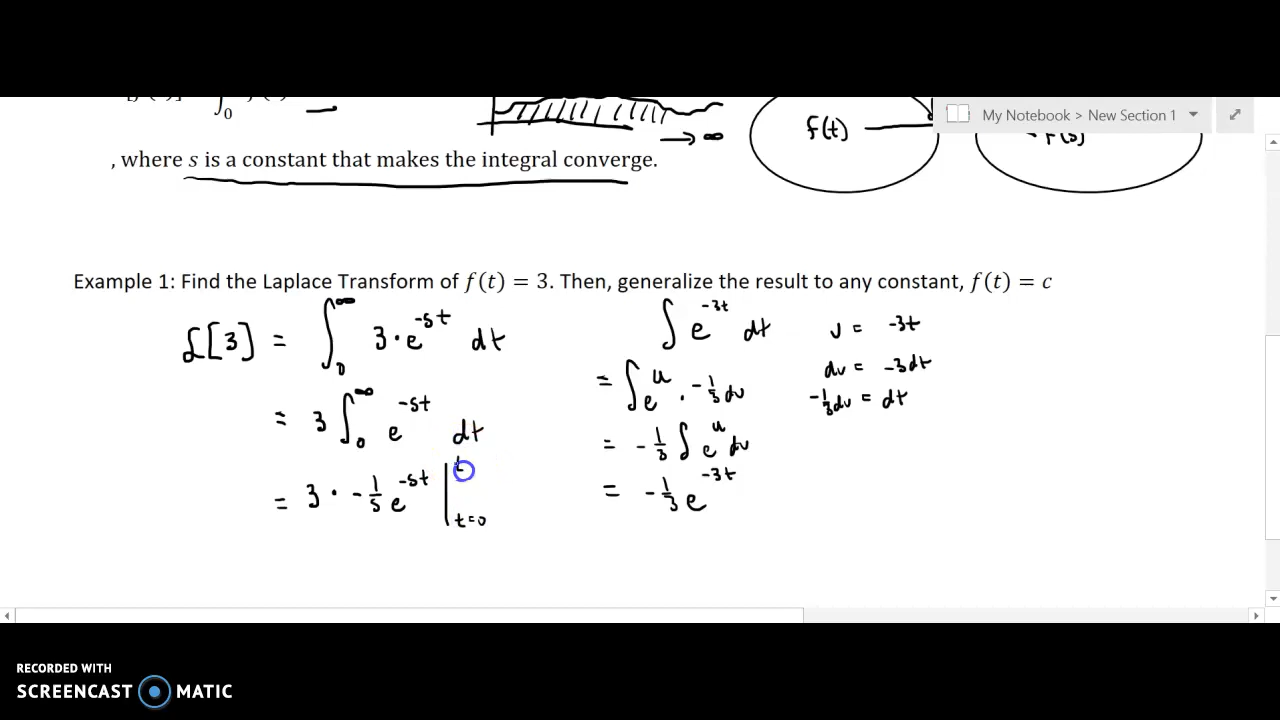 ∫0
→ ∞
f(t)
F(s)
My Notebook > New Section 1
, where s is a constant that makes the integral converge.
Example 1: Find the Laplace Transform of f(t) = 3. Then, generalize the result to any constant, f(t) = c
ℒ[3] = ∫₀^∞ 3 · e^(-st) dt
= 3 ∫₀^∞ e^(-st) dt
= 3 · -1/s e^(-st) | t t=0
∫ e^(-3t) dt
= ∫ e^u · -1/3 du
= -1/3 ∫ e^u du
= -1/3 e^(-3t)
u = -3t
du = -3dt
-1/3 du = dt
RECORDED WITH
SCREENCAST MATIC